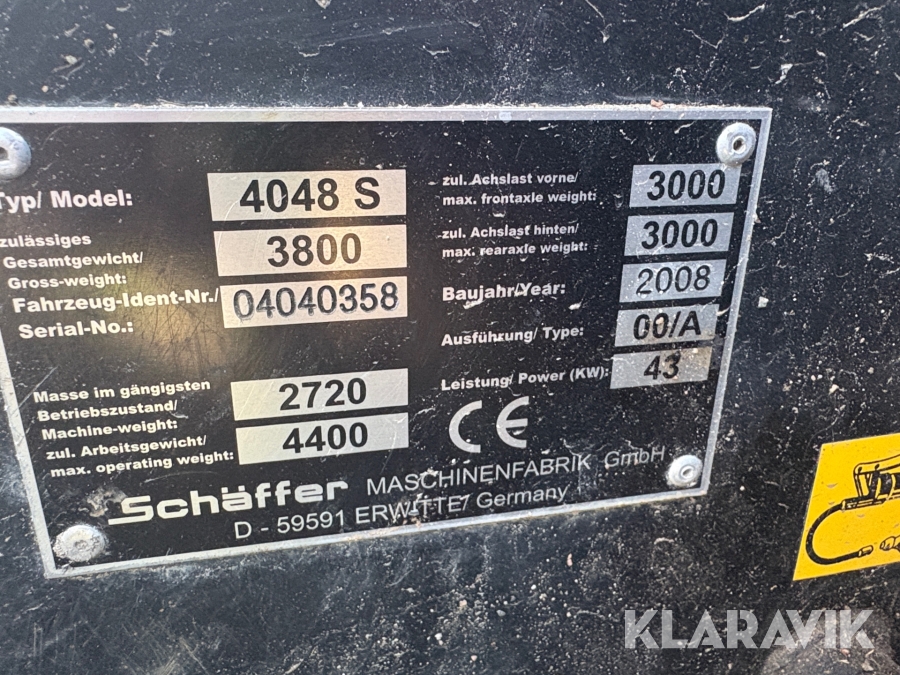 Typ/ Model: 4048 S
zulässiges
Gesamtgewicht/
Gross-weight: 3800
Fahrzeug-Ident-Nr./
Serial-No.: 04040358
Masse im gängigsten
Betriebszustand/
Machine-weight: 2720
zul. Arbeitsgewicht/
max. operating weight: 4400
zul. Achslast vorne/
max. frontaxle weight: 3000
zul. Achslast hinten/
max. rearaxle weight: 3000
Baujahr/Year: 2008
Ausführung/ Type: 00/A
Leistung/ Power (KW): 43
CE
Schäffer MASCHINENFABRIK GmbH
D - 59591 ERWITTE/ Germany
KLARAVIK